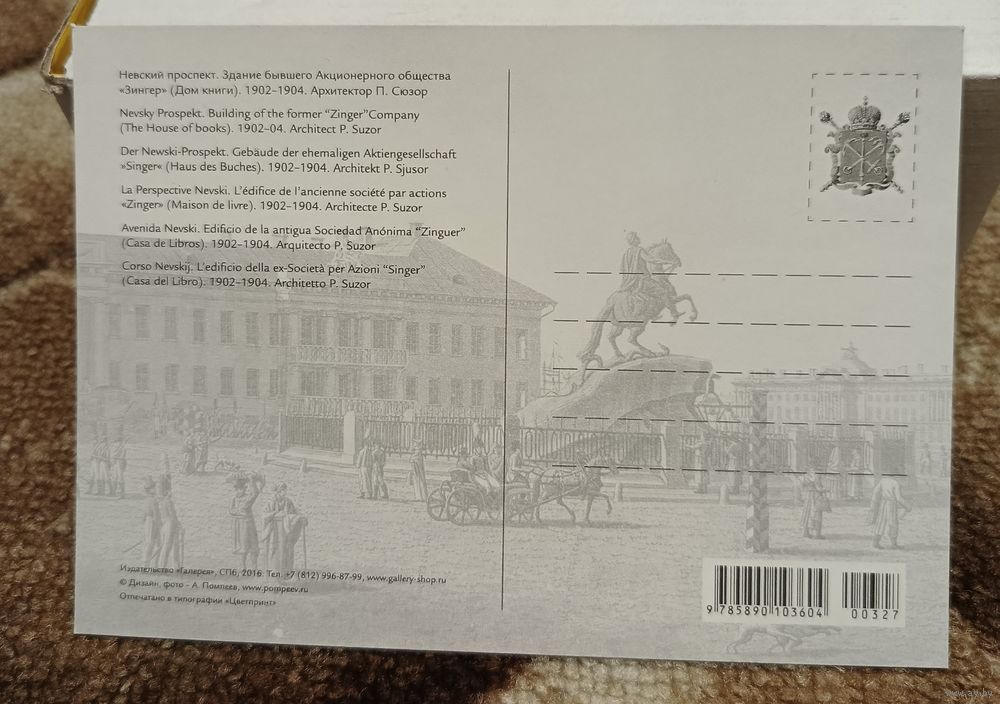 Невский проспект. Здание бывшего Акционерного общества
«Зингер» (Дом книги). 1902–1904. Архитектор П. Сюзор
Nevsky Prospekt. Building of the former “Zinger”Company
(The House of books). 1902–04. Architect P. Suzor
Der Newski-Prospekt. Gebäude der ehemaligen Aktiengesellschaft
»Singer« (Haus des Buches). 1902–1904. Architekt P. Sjusor
La Perspective Nevski. L’édifice de l’ancienne société par actions
«Zinger» (Maison de livre). 1902–1904. Architecte P. Suzor
Avenida Nevski. Edificio de la antigua Sociedad Anónima “Zinguer”
(Casa de Libros). 1902–1904. Arquitecto P. Suzor
Corso Nevskij. L’edificio della ex-Società per Azioni “Singer”
(Casa del Libro). 1902–1904. Architetto P. Suzor
Издательство «Галерея», СПб, 2016. Тел. +7 (812) 996-87-99, www.gallery-shop.ru
© Дизайн, фото - А. Помпеев, www.pompeev.ru
Отпечатано в типографии «Цветпринт»
9 785890 103604
00327
www.ay.by